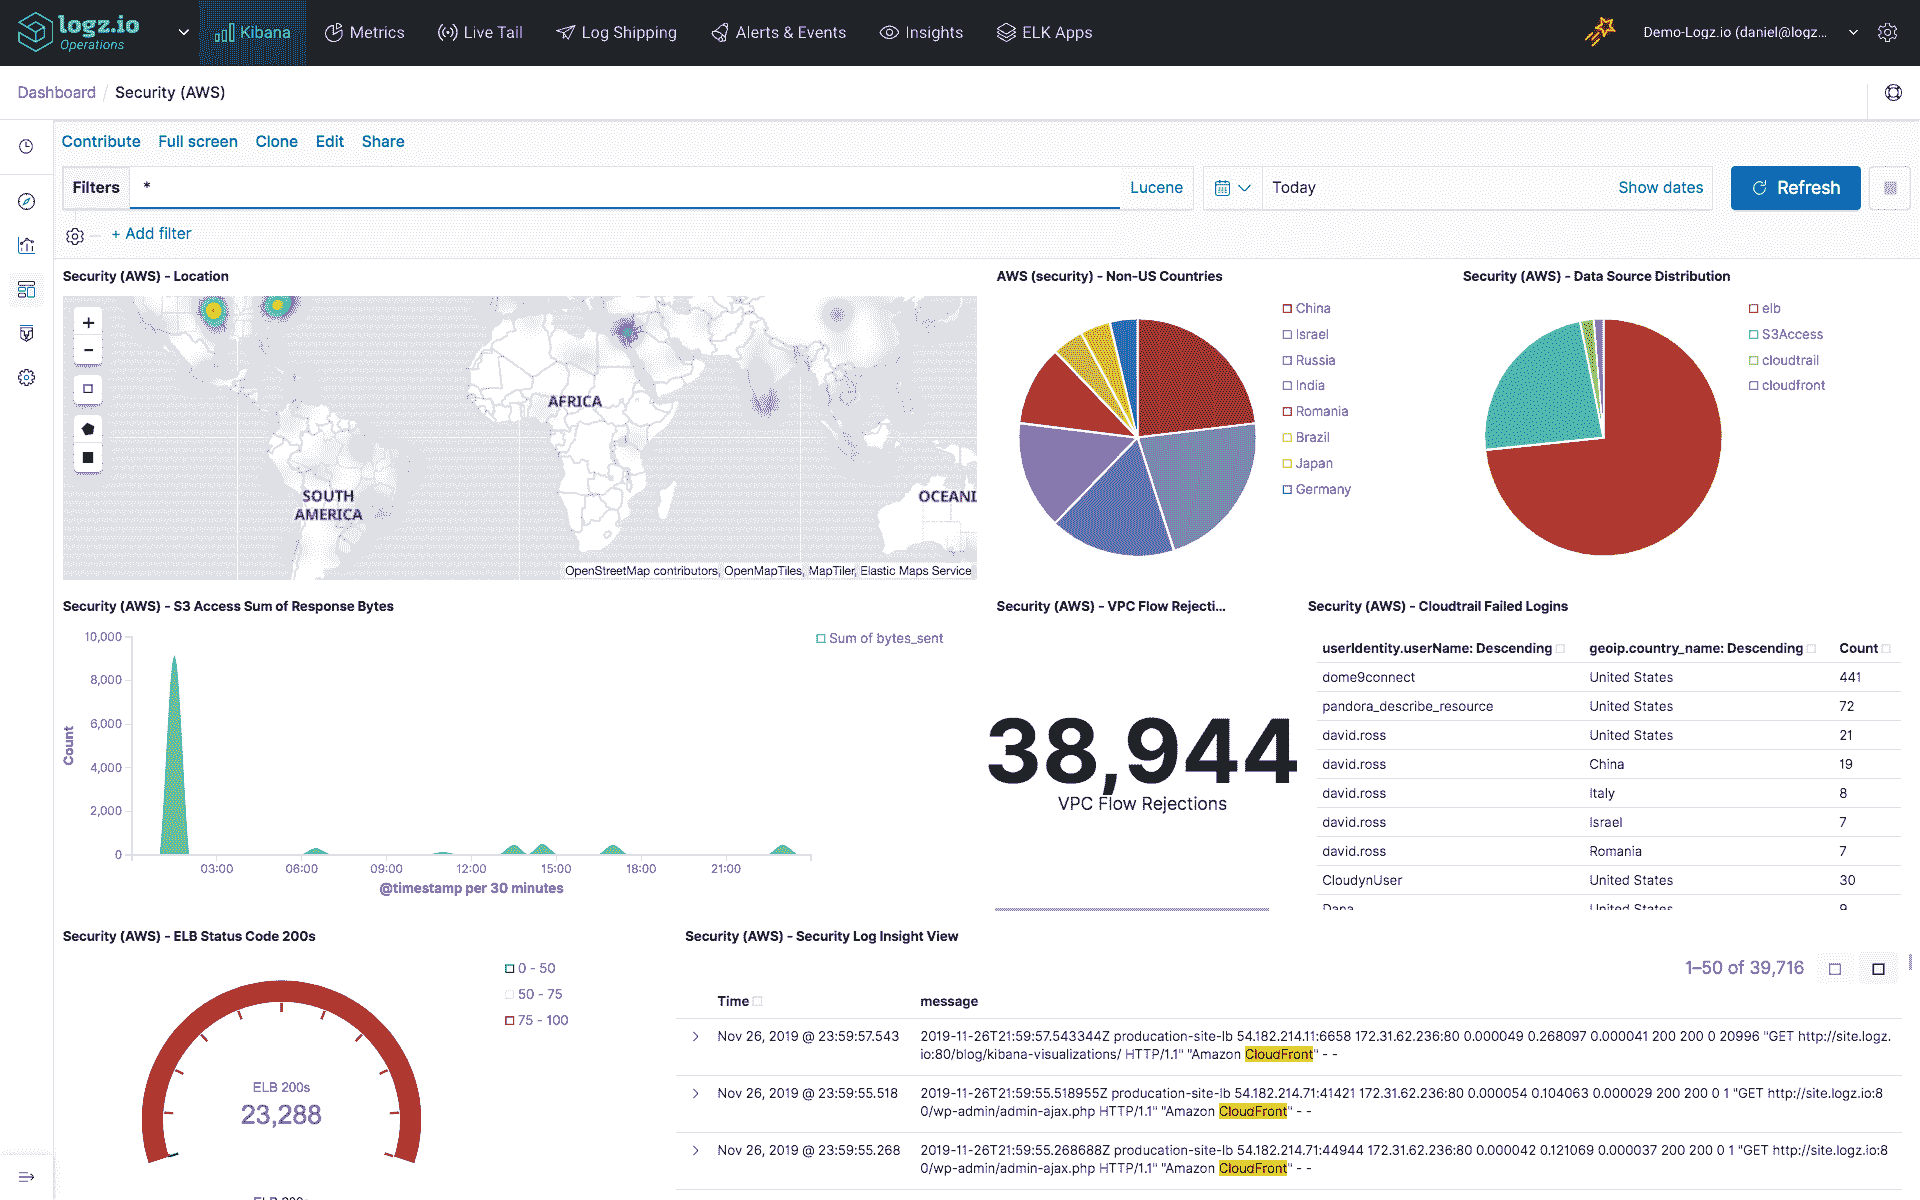 logz.io
Operations
Kibana
Metrics
Live Tail
Log Shipping
Alerts & Events
Insights
ELK Apps
Demo-Logz.io (daniel@logz...
Dashboard / Security (AWS)
Contribute Full screen Clone Edit Share
Filters * Lucene
Today Show dates
Refresh
+ Add filter
Security (AWS) - Location
AFRICA
SOUTH
AMERICA
OCEANI
OpenStreetMap contributors, OpenMapTiles, MapTiler, Elastic Maps Service
AWS (security) - Non-US Countries
China
Israel
Russia
India
Romania
Brazil
Japan
Germany
Security (AWS) - Data Source Distribution
elb
S3Access
cloudtrail
cloudfront
Security (AWS) - S3 Access Sum of Response Bytes
10,000
8,000
6,000
4,000
2,000
0
Count
03:00 06:00 09:00 12:00 15:00 18:00 21:00
@timestamp per 30 minutes
Sum of bytes_sent
Security (AWS) - VPC Flow Rejecti...
38,944
VPC Flow Rejections
Security (AWS) - Cloudtrail Failed Logins
userIdentity.userName: Descending geoip.country_name: Descending Count
dome9connect United States 441
pandora_describe_resource United States 72
david.ross United States 21
david.ross China 19
david.ross Italy 8
david.ross Israel 7
david.ross Romania 7
CloudynUser United States 30
Dana United States 9
Security (AWS) - ELB Status Code 200s
0 - 50
50 - 75
75 - 100
ELB 200s
23,288
ELB 200s
Security (AWS) - Security Log Insight View
1–50 of 39,716
Time message
Nov 26, 2019 @ 23:59:57.543 2019-11-26T21:59:57.543344Z producation-site-lb 54.182.214.11:6658 172.31.62.236:80 0.000049 0.268097 0.000041 200 200 0 20996 "GET http://site.logz.
io:80/blog/kibana-visualizations/ HTTP/1.1" "Amazon CloudFront" - -
Nov 26, 2019 @ 23:59:55.518 2019-11-26T21:59:55.518955Z producation-site-lb 54.182.214.71:41421 172.31.62.236:80 0.000054 0.104063 0.000029 200 200 0 1 "GET http://site.logz.io:8
0/wp-admin/admin-ajax.php HTTP/1.1" "Amazon CloudFront" - -
Nov 26, 2019 @ 23:59:55.268 2019-11-26T21:59:55.268688Z producation-site-lb 54.182.214.71:44944 172.31.62.236:80 0.000042 0.121069 0.000037 200 200 0 1 "GET http://site.logz.io:8
0/wp-admin/admin-ajax.php HTTP/1.1" "Amazon CloudFront" - -